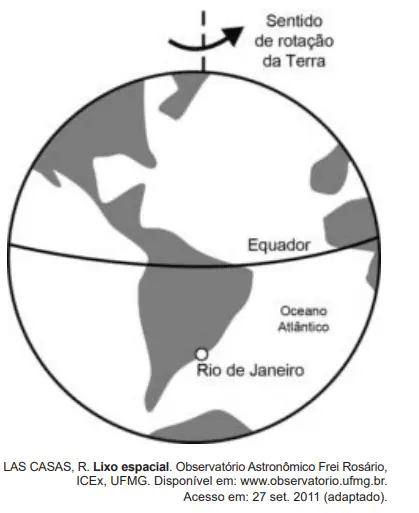 Sentido
de rotação
da Terra
Equador
Oceano
Atlântico
Rio de Janeiro
LAS CASAS, R. Lixo espacial. Observatório Astronômico Frei Rosário,
ICEx, UFMG. Disponível em: www.observatorio.ufmg.br.
Acesso em: 27 set. 2011 (adaptado).